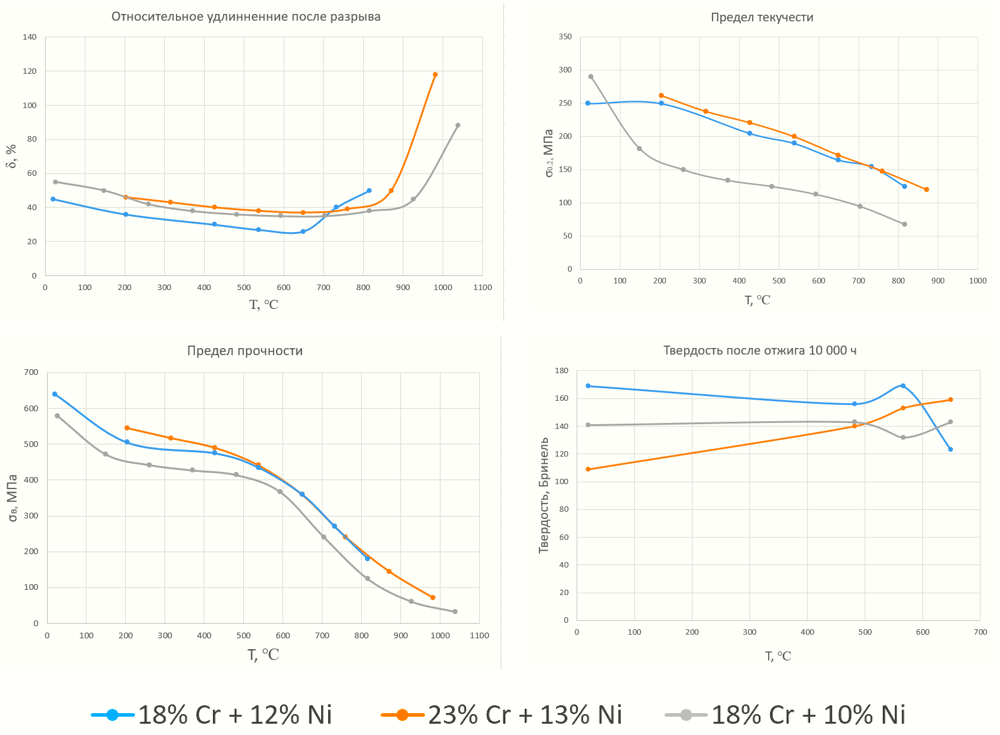 Относительное удлинненние после разрыва
140
120
100
80
60
40
20
0
δ, %
0 100 200 300 400 500 600 700 800 900 1000 1100
T, °C
Предел текучести
350
300
250
200
150
100
50
0
σ0.2, МПа
0 100 200 300 400 500 600 700 800 900 1000
T, °C
Предел прочности
700
600
500
400
300
200
100
0
σв, МПа
0 100 200 300 400 500 600 700 800 900 1000 1100
T, °C
Твердость после отжига 10 000 ч
180
160
140
120
100
80
60
40
20
0
Твердость, Бринель
0 100 200 300 400 500 600 700
T, °C
18% Cr + 12% Ni 23% Cr + 13% Ni 18% Cr + 10% Ni